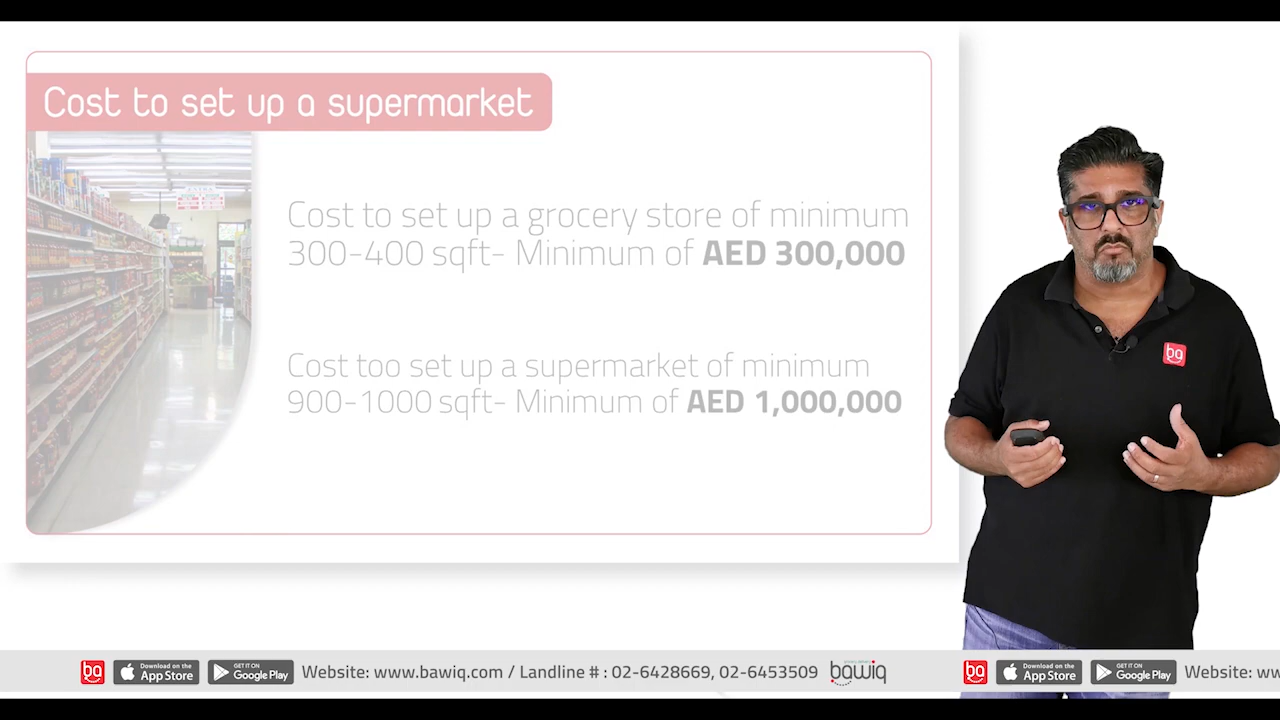 Cost to set up a supermarket
Cost to set up a grocery store of minimum
300-400 sqft- Minimum of AED 300,000
Cost too set up a supermarket of minimum
900-1000 sqft- Minimum of AED 1,000,000
bq
bq
Download on the
App Store
GET IT ON
Google Play
Website: www.bawiq.com / Landline # : 02-6428669, 02-6453509
bawiq
bq
Download on the
App Store
GET IT ON
Google Play
Website: ww